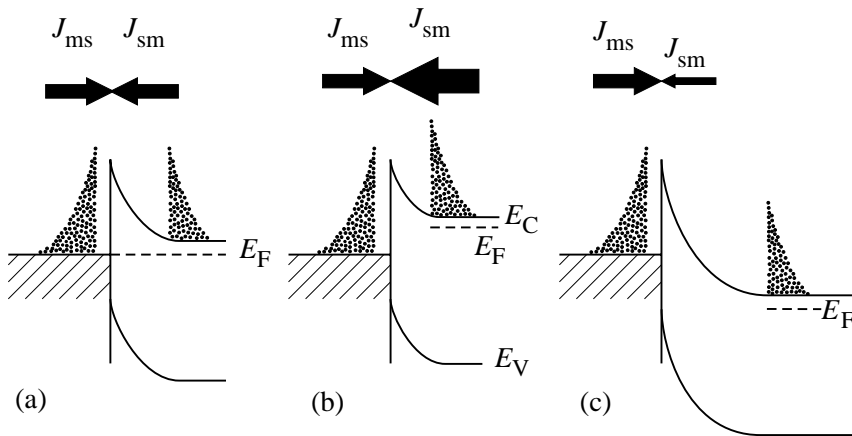 J_ms J_sm
E_F
(a)
J_ms J_sm
E_C
E_F
E_V
(b)
J_ms J_sm
E_F
(c)